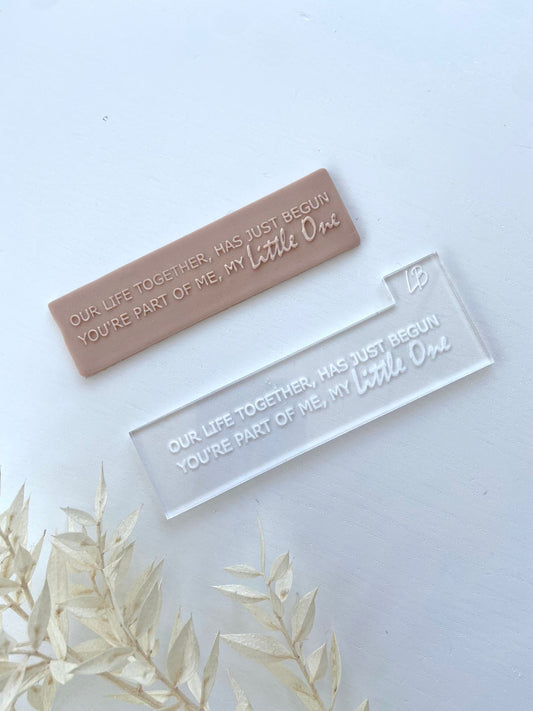 OUR LIFE TOGETHER, HAS JUST BEGUN
YOU'RE PART OF ME, MY Little One
LB
OUR LIFE TOGETHER, HAS JUST BEGUN
YOU'RE PART OF ME, MY Little One